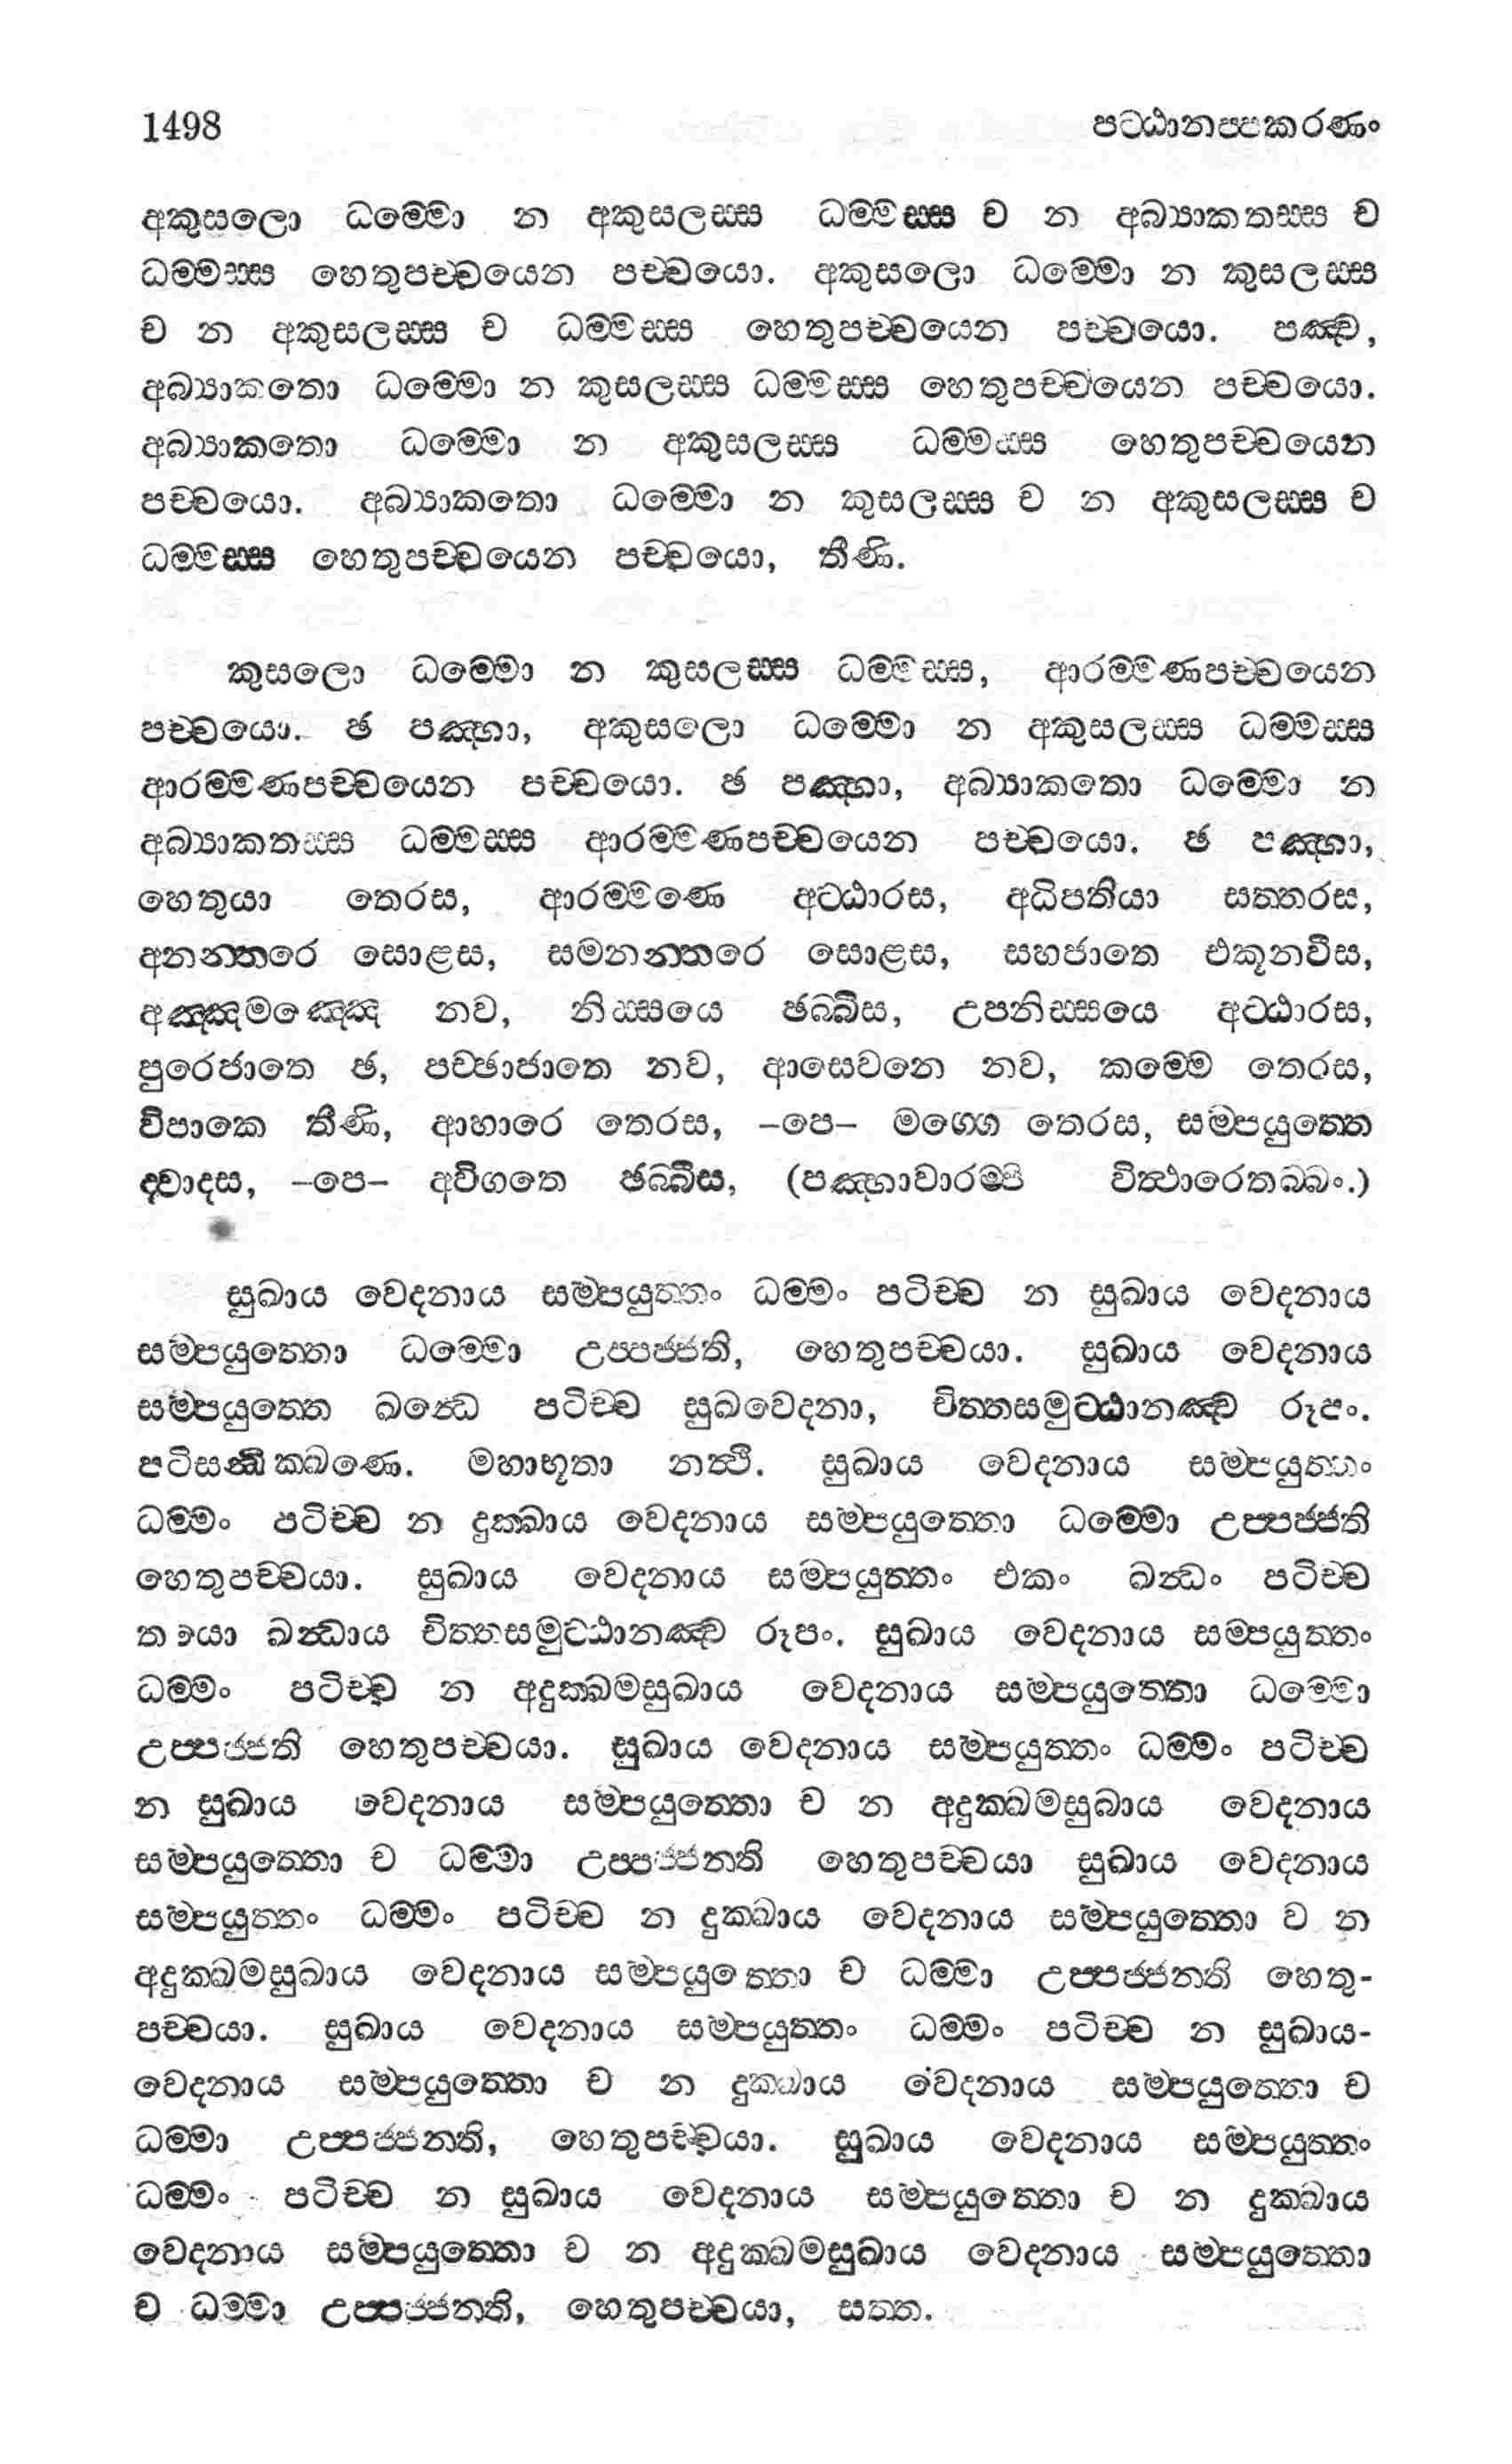 1498 පට්ඨානප්පකරණං
අකුසලො ධම්මො න අකුසලස්ස ධම්මස්ස ච න අබ්‍යාකතස්ස ච
ධම්මස්ස හෙතුපච්චයෙන පච්චයො. අකුසලො ධම්මො න කුසලස්ස
ච න අකුසලස්ස ච ධම්මස්ස හෙතුපච්චයෙන පච්චයො. පඤ්ච,
අබ්‍යාකතො ධම්මො න කුසලස්ස ධම්මස්ස හෙතුපච්චයෙන පච්චයො.
අබ්‍යාකතො ධම්මො න අකුසලස්ස ධම්මස්ස හෙතුපච්චයෙන
පච්චයො. අබ්‍යාකතො ධම්මො න කුසලස්ස ච න අකුසලස්ස ච
ධම්මස්ස හෙතුපච්චයෙන පච්චයො, තීණි.
කුසලො ධම්මො න කුසලස්ස ධම්මස්ස, ආරම්මණපච්චයෙන
පච්චයො. ඡ පඤ්හා, අකුසලො ධම්මො න අකුසලස්ස ධම්මස්ස
ආරම්මණපච්චයෙන පච්චයො. ඡ පඤ්හා, අබ්‍යාකතො ධම්මො න
අබ්‍යාකතස්ස ධම්මස්ස ආරම්මණපච්චයෙන පච්චයො. ඡ පඤ්හා,
හෙතුයා තෙරස, ආරම්මණෙ අට්ඨාරස, අධිපතියා සත්තරස,
අනන්තරෙ සොළස, සමනන්තරෙ සොළස, සහජාතෙ එකූනවීස,
අඤ්ඤමඤ්ඤෙ නව, නිස්සයෙ ඡබ්බීස, උපනිස්සයෙ අට්ඨාරස,
පුරෙජාතෙ ඡ, පච්ඡාජාතෙ නව, ආසෙවනෙ නව, කම්මෙ තෙරස,
විපාකෙ තීණි, ආහාරෙ තෙරස, –පෙ– මග්ගෙ තෙරස, සම්පයුත්තෙ
ද්වාදස, –පෙ– අවිගතෙ ඡබ්බීස, (පඤ්හාවාරම්පි විත්ථාරෙතබ්බං.)
සුඛාය වෙදනාය සම්පයුත්තං ධම්මං පටිච්ච න සුඛාය වෙදනාය
සම්පයුත්තො ධම්මො උප්පජ්ජති, හෙතුපච්චයා. සුඛාය වෙදනාය
සම්පයුත්තෙ ඛන්ධෙ පටිච්ච සුඛවෙදනා, චිත්තසමුට්ඨානඤ්ච රූපං.
පටිසන්ධික්ඛණෙ. මහාභූතා නත්ථි. සුඛාය වෙදනාය සම්පයුත්තං
ධම්මං පටිච්ච න දුක්ඛාය වෙදනාය සම්පයුත්තො ධම්මො උප්පජ්ජති
හෙතුපච්චයා. සුඛාය වෙදනාය සම්පයුත්තං එකං ඛන්ධං පටිච්ච
තයො ඛන්ධාය චිත්තසමුට්ඨානඤ්ච රූපං. සුඛාය වෙදනාය සම්පයුත්තං
ධම්මං පටිච්ච න අදුක්ඛමසුඛාය වෙදනාය සම්පයුත්තො ධම්මො
උප්පජ්ජති හෙතුපච්චයා. සුඛාය වෙදනාය සම්පයුත්තං ධම්මං පටිච්ච
න සුඛාය වෙදනාය සම්පයුත්තො ච න අදුක්ඛමසුබාය වෙදනාය
සම්පයුත්තො ච ධම්මා උප්පජ්ජන්ති හෙතුපච්චයා සුඛාය වෙදනාය
සම්පයුත්තං ධම්මං පටිච්ච න දුක්ඛාය වෙදනාය සම්පයුත්තො ව න
අදුක්ඛමසුඛාය වෙදනාය සම්පයුත්තො ච ධම්මා උප්පජ්ජන්ති හෙතු-
පච්චයා. සුඛාය වෙදනාය සම්පයුත්තං ධම්මං පටිච්ච න සුඛාය-
වෙදනාය සම්පයුත්තො ච න දුක්ඛාය වෙදනාය සම්පයුත්තො ච
ධම්මා උප්පජ්ජන්ති, හෙතුපච්චයා. සුඛාය වෙදනාය සම්පයුත්තං
ධම්මං පටිච්ච න සුඛාය වෙදනාය සම්පයුත්තො ච න දුක්ඛාය
වෙදනාය සම්පයුත්තො ච න අදුක්ඛමසුඛාය වෙදනාය සම්පයුත්තො
ච ධම්මා උප්පජ්ජන්ති, හෙතුපච්චයා, සත්ත.